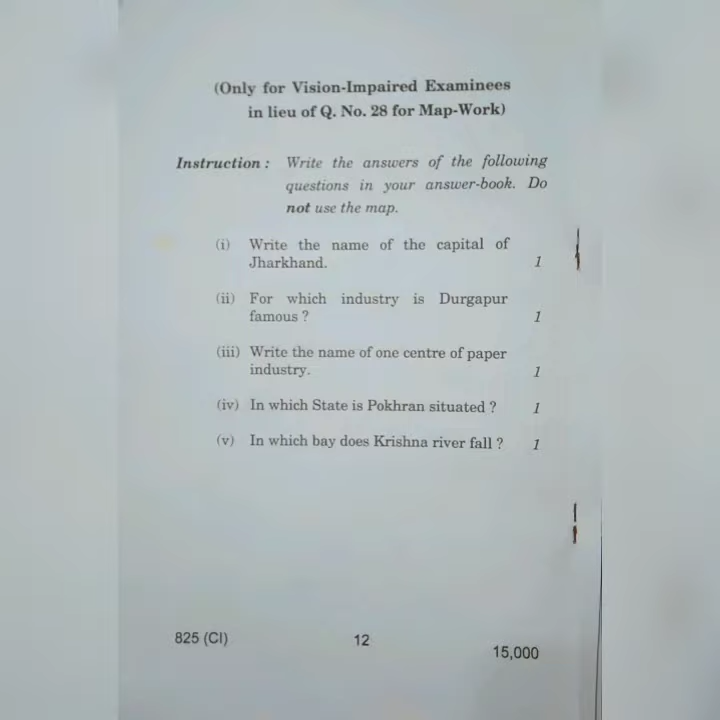 (Only for Vision-Impaired Examinees
in lieu of Q. No. 28 for Map-Work)
Instruction : Write the answers of the following
questions in your answer-book. Do
not use the map.
(i) Write the name of the capital of
Jharkhand. 1
(ii) For which industry is Durgapur
famous ? 1
(iii) Write the name of one centre of paper
industry. 1
(iv) In which State is Pokhran situated ? 1
(v) In which bay does Krishna river fall ? 1
825 (CI) 12 15,000